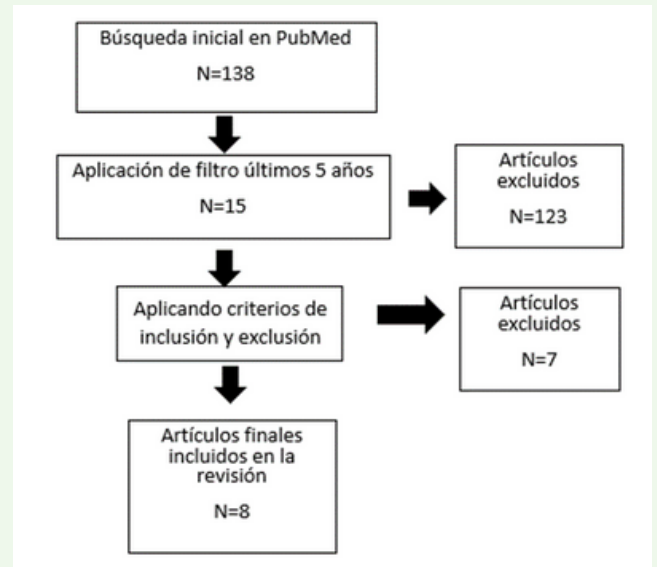 Búsqueda inicial en PubMed
N=138
Aplicación de filtro últimos 5 años
N=15
Artículos
excluidos
N=123
Aplicando criterios de
inclusión y exclusión
Artículos
excluidos
N=7
Artículos finales
incluidos en la
revisión
N=8